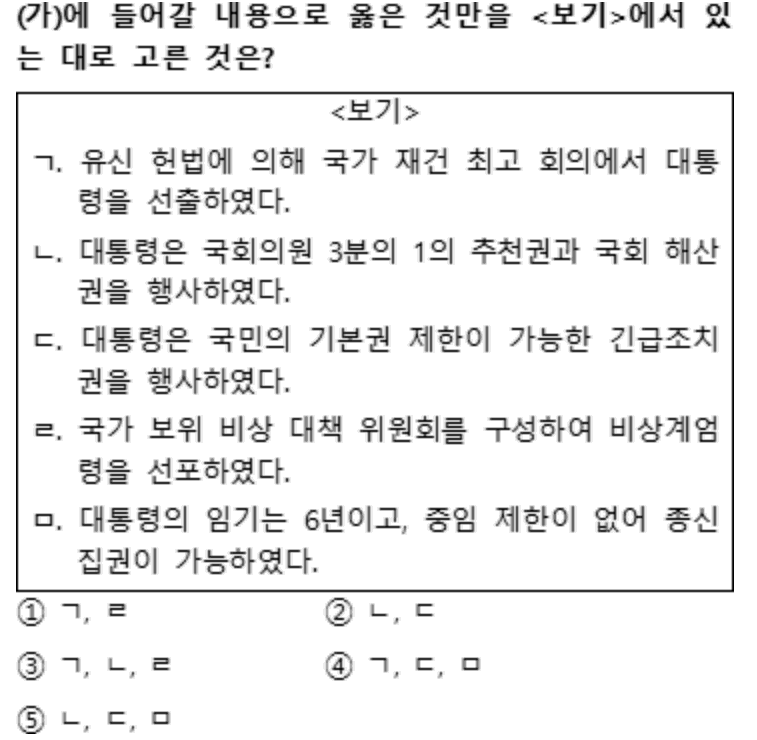 (가)에 들어갈 내용으로 옳은 것만을 <보기>에서 있
는 대로 고른 것은?
<보기>
ㄱ. 유신 헌법에 의해 국가 재건 최고 회의에서 대통
령을 선출하였다.
ㄴ. 대통령은 국회의원 3분의 1의 추천권과 국회 해산
권을 행사하였다.
ㄷ. 대통령은 국민의 기본권 제한이 가능한 긴급조치
권을 행사하였다.
ㄹ. 국가 보위 비상 대책 위원회를 구성하여 비상계엄
령을 선포하였다.
ㅁ. 대통령의 임기는 6년이고, 중임 제한이 없어 종신
집권이 가능하였다.
① ㄱ, ㄹ ② ㄴ, ㄷ
③ ㄱ, ㄴ, ㄹ ④ ㄱ, ㄷ, ㅁ
⑤ ㄴ, ㄷ, ㅁ